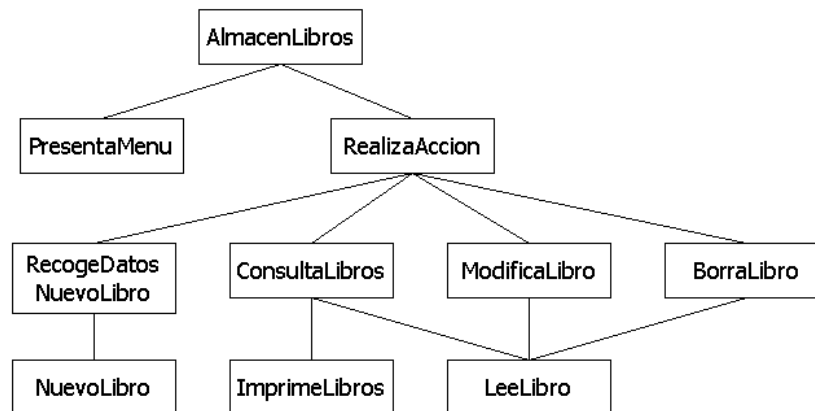 AlmacenLibros
PresentaMenu
RealizaAccion
RecogeDatos
NuevoLibro
ConsultaLibros
ModificaLibro
BorraLibro
NuevoLibro
ImprimeLibros
LeeLibro